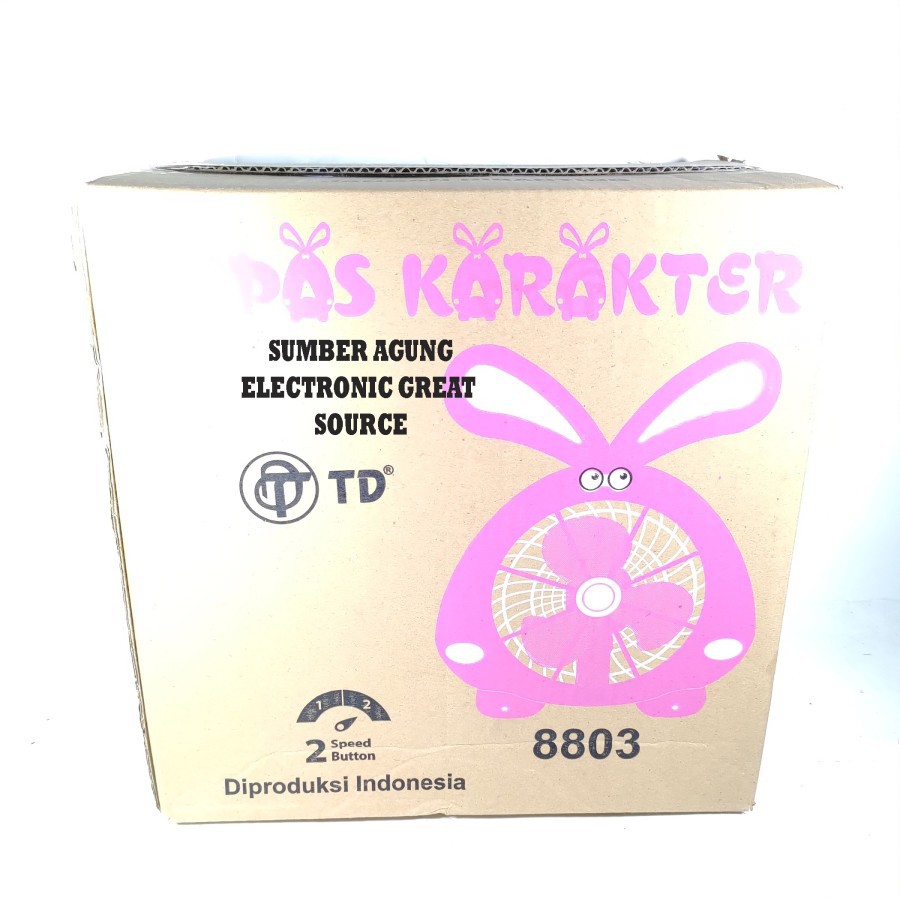 PAS KARAKTER
SUMBER AGUNG
ELECTRONIC GREAT
SOURCE
TD®
1 2
2 Speed
Button
8803
Diproduksi Indonesia